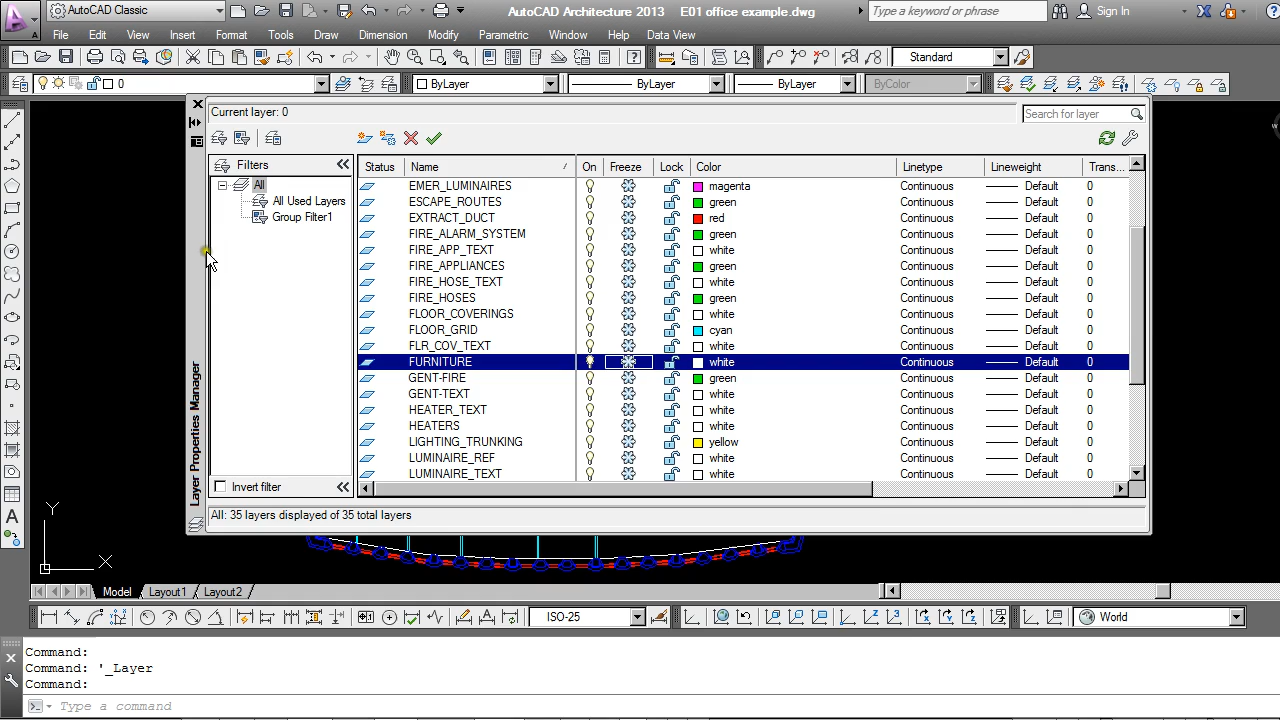 AutoCAD Classic
AutoCAD Architecture 2013 E01 office example.dwg
Type a keyword or phrase
Sign In
File Edit View Insert Format Tools Draw Dimension Modify Parametric Window Help Data View
Standard
0
ByLayer
ByLayer
ByLayer
ByColor
Current layer: 0
Search for layer
Filters
All
All Used Layers
Group Filter1
Invert filter
Layer Properties Manager
Status Name On Freeze Lock Color Linetype Lineweight Trans...
EMER_LUMINAIRES magenta Continuous Default 0
ESCAPE_ROUTES green Continuous Default 0
EXTRACT_DUCT red Continuous Default 0
FIRE_ALARM_SYSTEM green Continuous Default 0
FIRE_APP_TEXT white Continuous Default 0
FIRE_APPLIANCES green Continuous Default 0
FIRE_HOSE_TEXT white Continuous Default 0
FIRE_HOSES green Continuous Default 0
FLOOR_COVERINGS white Continuous Default 0
FLOOR_GRID cyan Continuous Default 0
FLR_COV_TEXT white Continuous Default 0
FURNITURE white Continuous Default 0
GENT-FIRE green Continuous Default 0
GENT-TEXT white Continuous Default 0
HEATER_TEXT white Continuous Default 0
HEATERS white Continuous Default 0
LIGHTING_TRUNKING yellow Continuous Default 0
LUMINAIRE_REF white Continuous Default 0
LUMINAIRE_TEXT white Continuous Default 0
All: 35 layers displayed of 35 total layers
Y
X
Model Layout1 Layout2
ISO-25
World
Command:
Command: '_Layer
Command:
Type a command